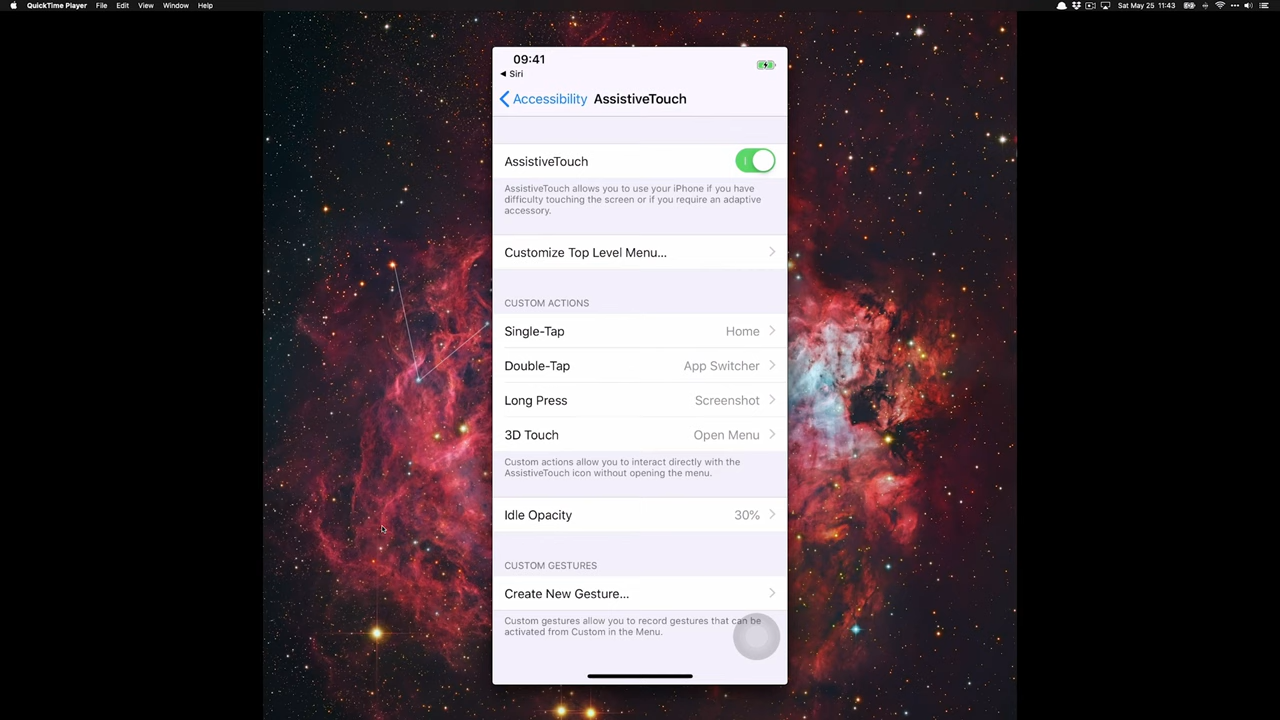 QuickTime Player File Edit View Window Help
Sat May 25 11:43
09:41
Siri
Accessibility AssistiveTouch
AssistiveTouch
AssistiveTouch allows you to use your iPhone if you have
difficulty touching the screen or if you require an adaptive
accessory.
Customize Top Level Menu...
CUSTOM ACTIONS
Single-Tap Home
Double-Tap App Switcher
Long Press Screenshot
3D Touch Open Menu
Custom actions allow you to interact directly with the
AssistiveTouch icon without opening the menu.
Idle Opacity 30%
CUSTOM GESTURES
Create New Gesture...
Custom gestures allow you to record gestures that can be
activated from Custom in the Menu.